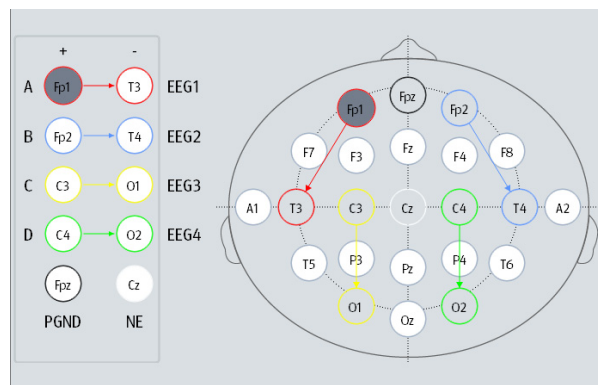 + -
A Fp1 T3 EEG1
B Fp2 T4 EEG2
C C3 O1 EEG3
D C4 O2 EEG4
Fpz Cz
PGND NE
Fpz
Fp1 Fp2
F7 F3 Fz F4 F8
A1 T3 C3 Cz C4 T4 A2
T5 P3 Pz P4 T6
O1 Oz O2